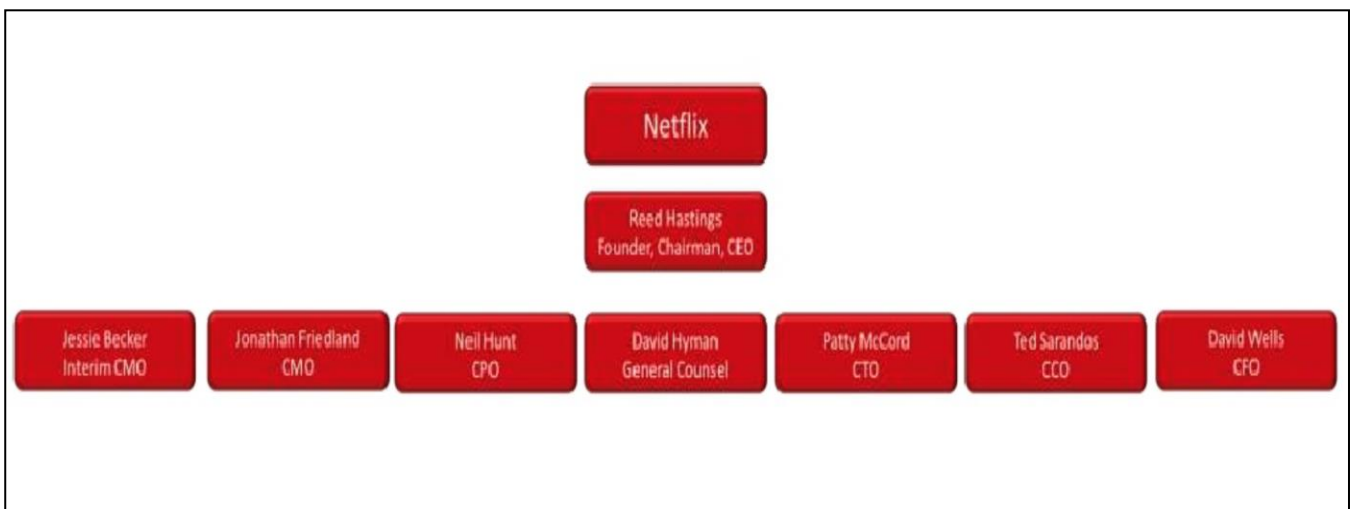 Netflix
Reed Hastings
Founder, Chairman, CEO
Jessie Becker
Interim CMO
Jonathan Friedland
CMO
Neil Hunt
CPO
David Hyman
General Counsel
Patty McCord
CTO
Ted Sarandos
CCO
David Wells
CFO